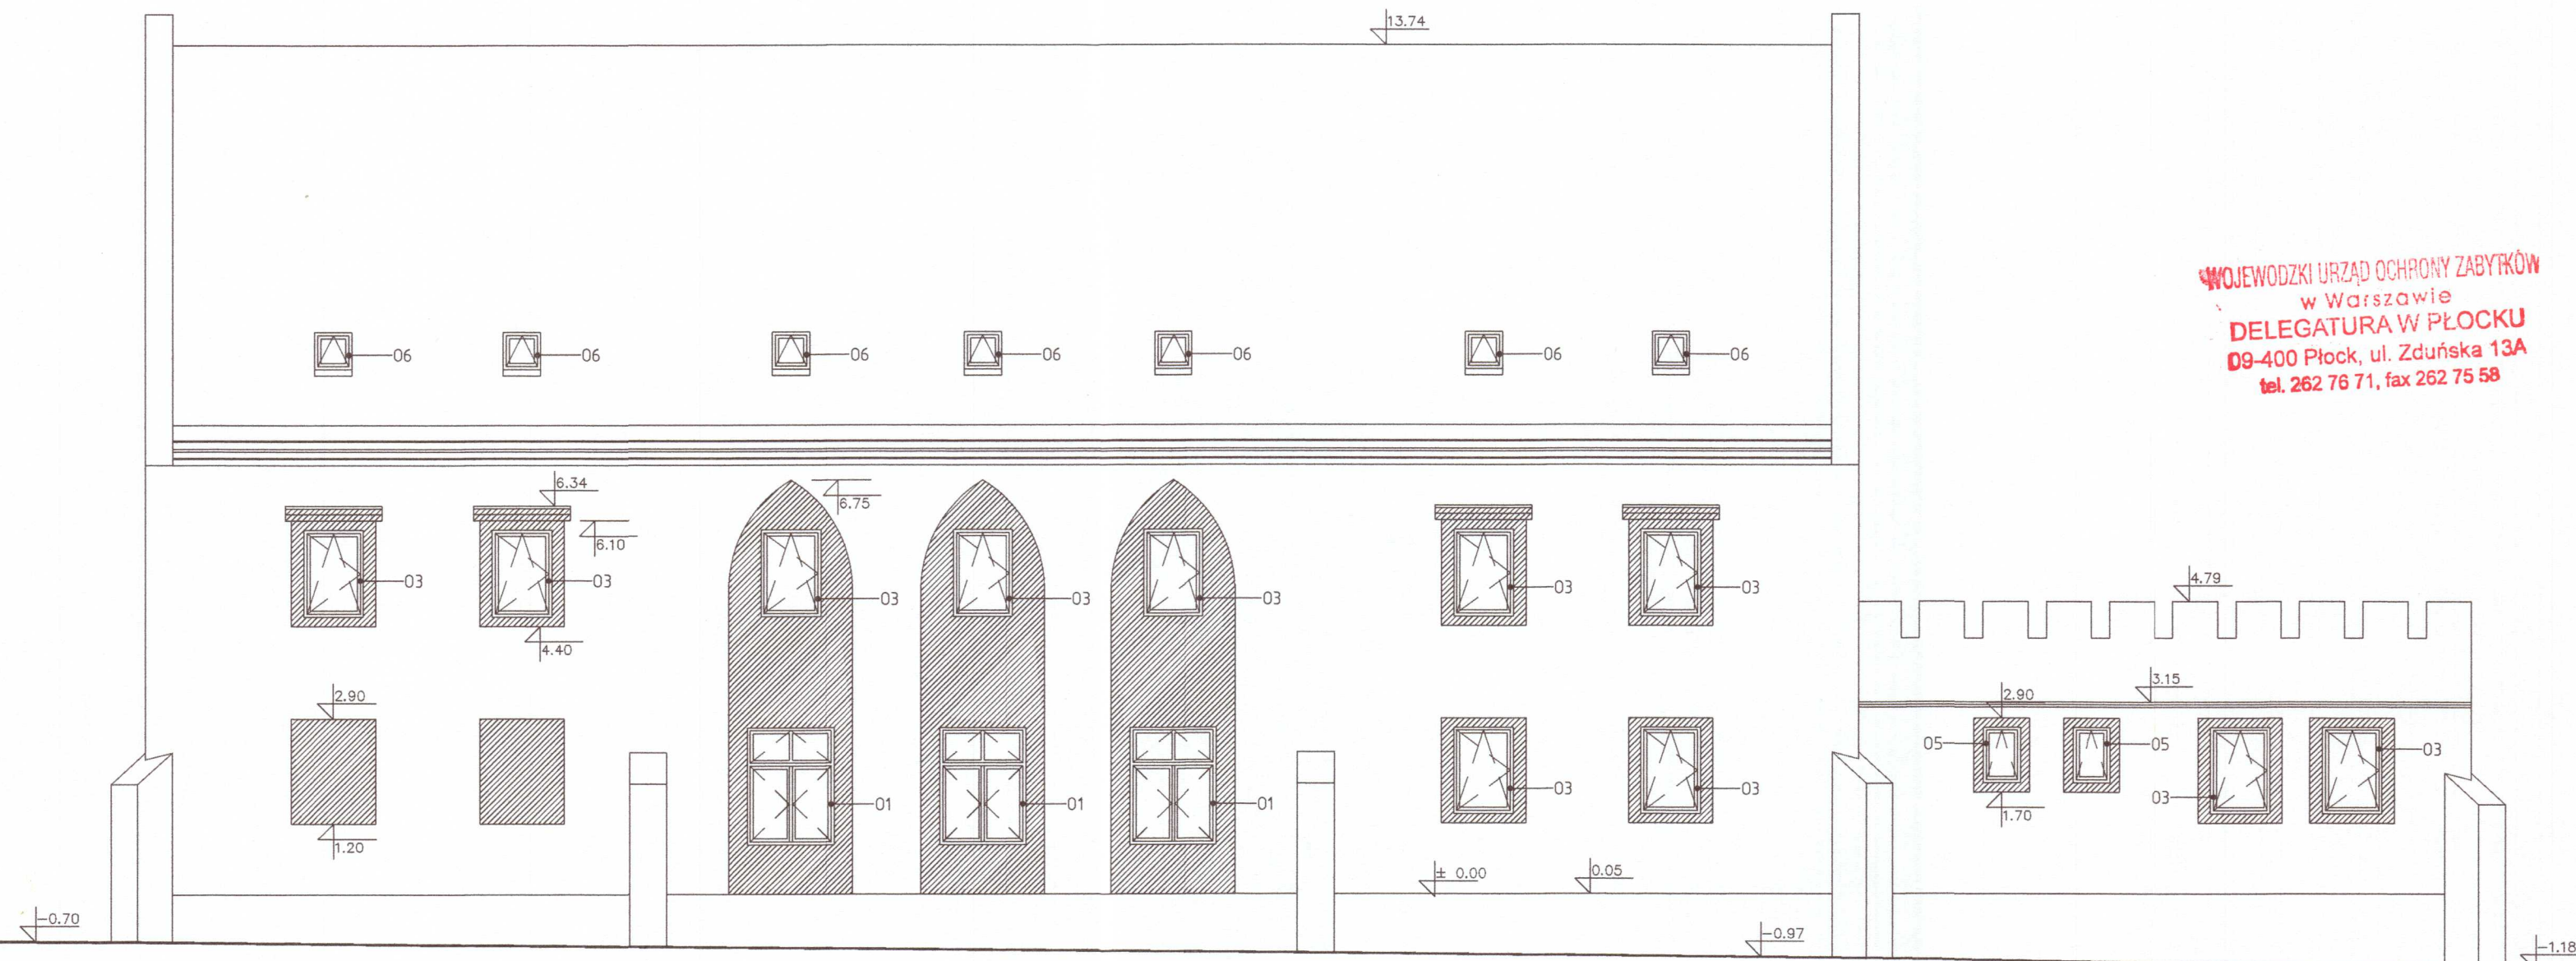 13.74
WOJEWODZKI URZĄD OCHRONY ZABYTKÓW
w Warszawie
DELEGATURA W PŁOCKU
09-400 Płock, ul. Zduńska 13A
tel. 262 76 71, fax 262 75 58
06 06 06 06 06 06 06
6.34
6.75
6.10
03 03 03 03 03 03 03
4.79
4.40
2.90
3.15
2.90
05 05 03
03 03 03
01 01 01
1.70
1.20
± 0.00 0.05
-0.70
-0.97
-1.18